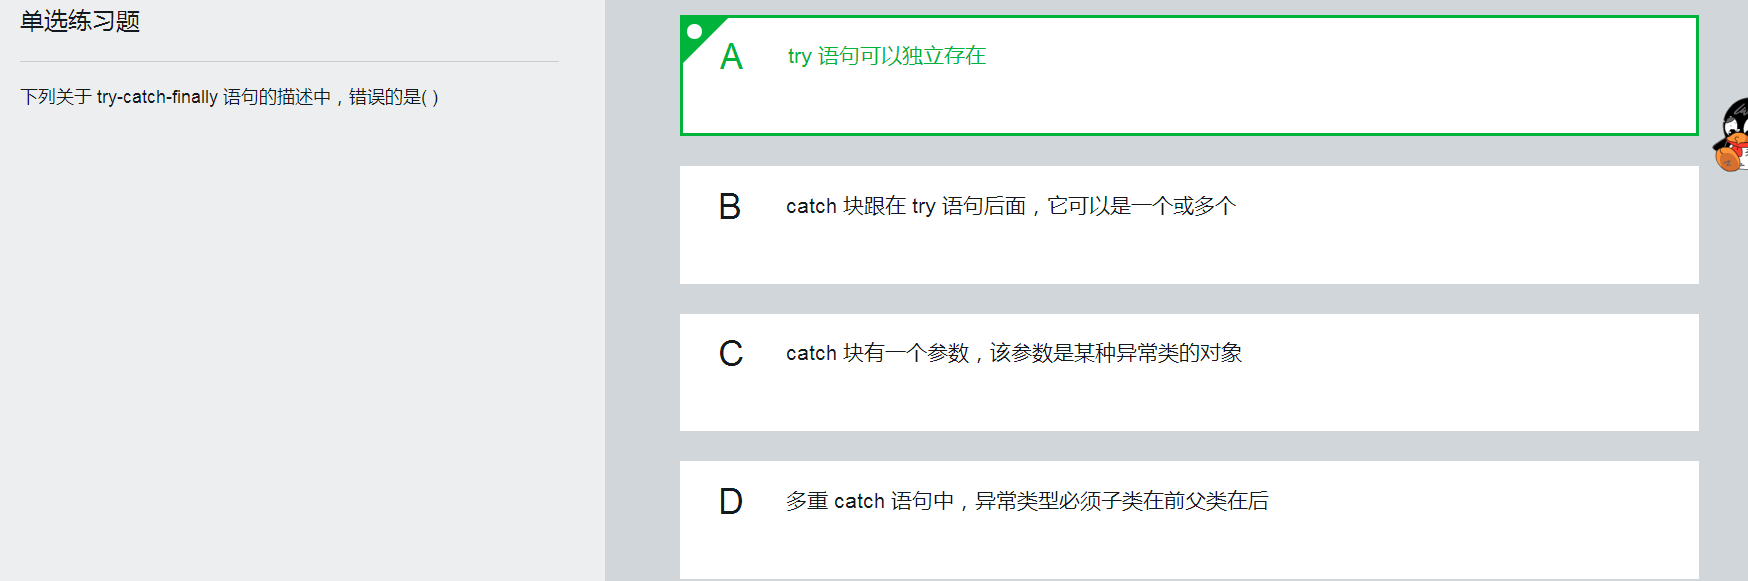 单选练习题
下列关于 try-catch-finally 语句的描述中，错误的是( )
A try 语句可以独立存在
B catch 块跟在 try 语句后面，它可以是一个或多个
C catch 块有一个参数，该参数是某种异常类的对象
D 多重 catch 语句中，异常类型必须子类在前父类在后